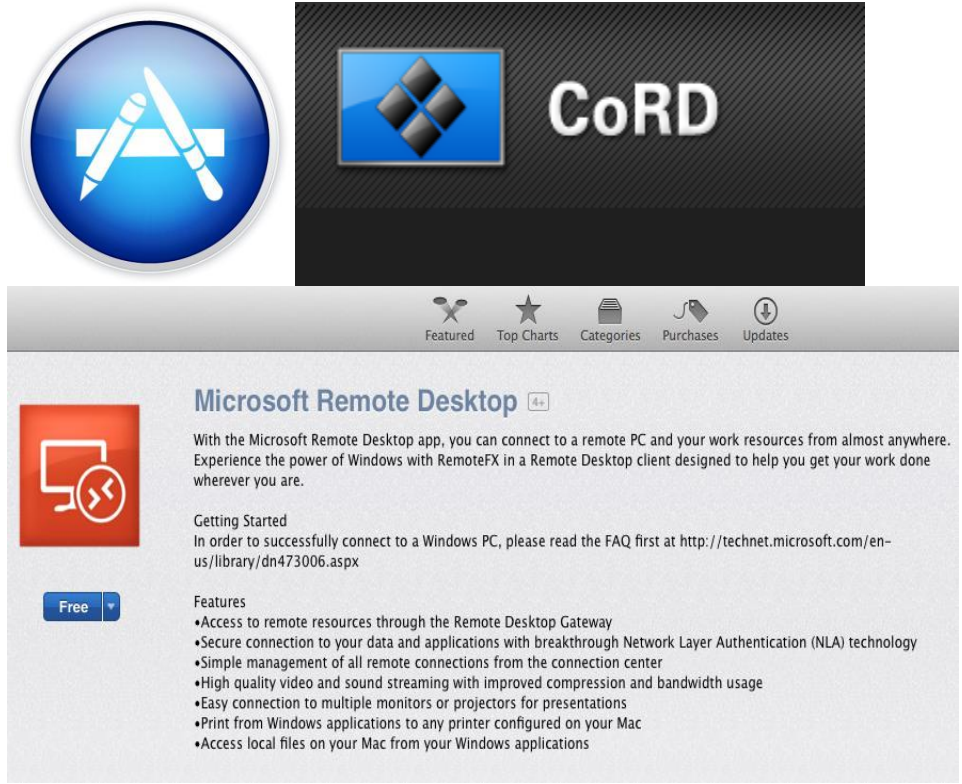 CoRD
Featured
Top Charts
Categories
Purchases
Updates
Microsoft Remote Desktop 4+
With the Microsoft Remote Desktop app, you can connect to a remote PC and your work resources from almost anywhere.
Experience the power of Windows with RemoteFX in a Remote Desktop client designed to help you get your work done
wherever you are.
Getting Started
In order to successfully connect to a Windows PC, please read the FAQ first at http://technet.microsoft.com/en-
us/library/dn473006.aspx
Free
Features
•Access to remote resources through the Remote Desktop Gateway
•Secure connection to your data and applications with breakthrough Network Layer Authentication (NLA) technology
•Simple management of all remote connections from the connection center
•High quality video and sound streaming with improved compression and bandwidth usage
•Easy connection to multiple monitors or projectors for presentations
•Print from Windows applications to any printer configured on your Mac
•Access local files on your Mac from your Windows applications